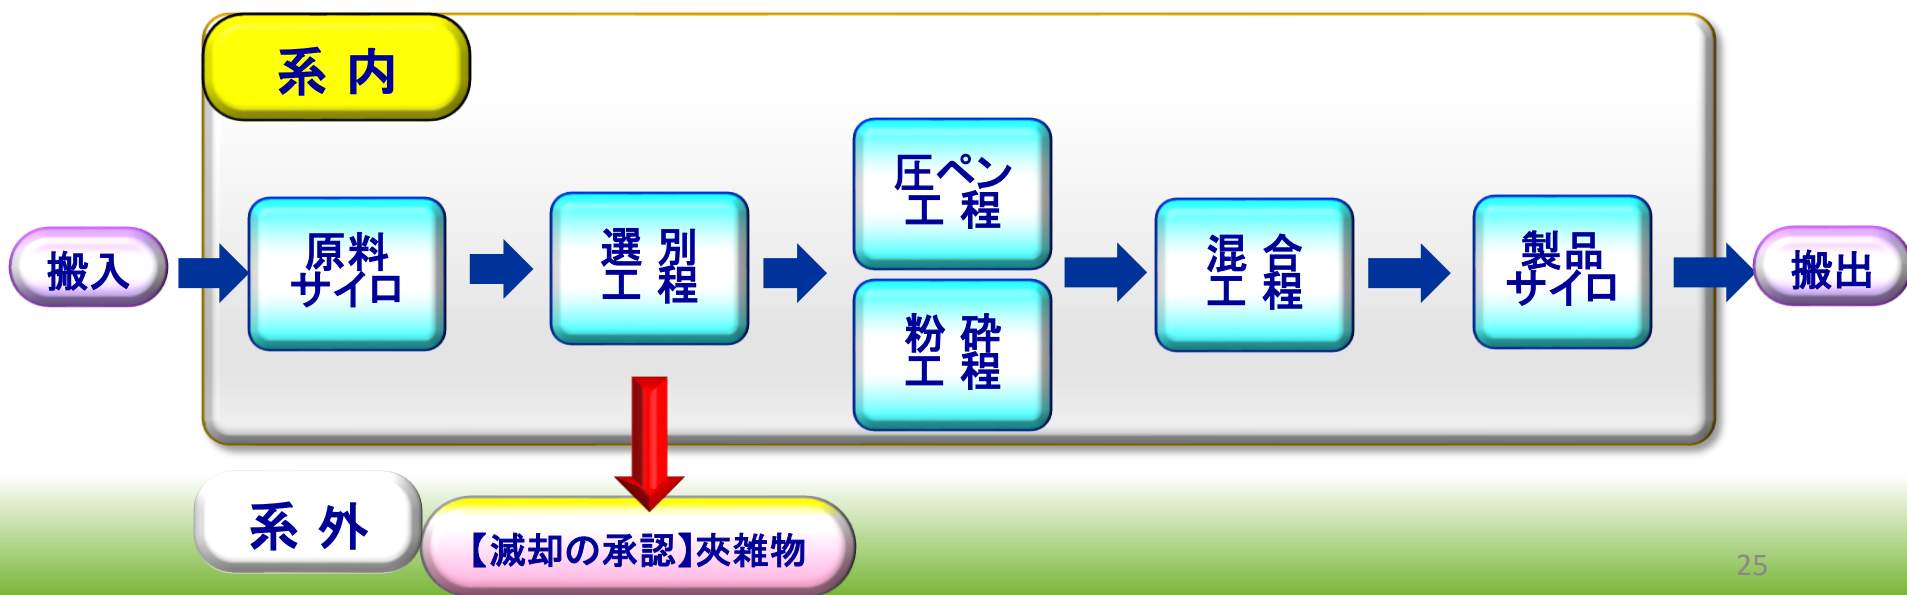 系 内
搬入
原料
サイロ
選 別
工 程
圧ペン
工 程
粉 砕
工 程
混 合
工 程
製品
サイロ
搬出
系 外
【滅却の承認】夾雑物
25